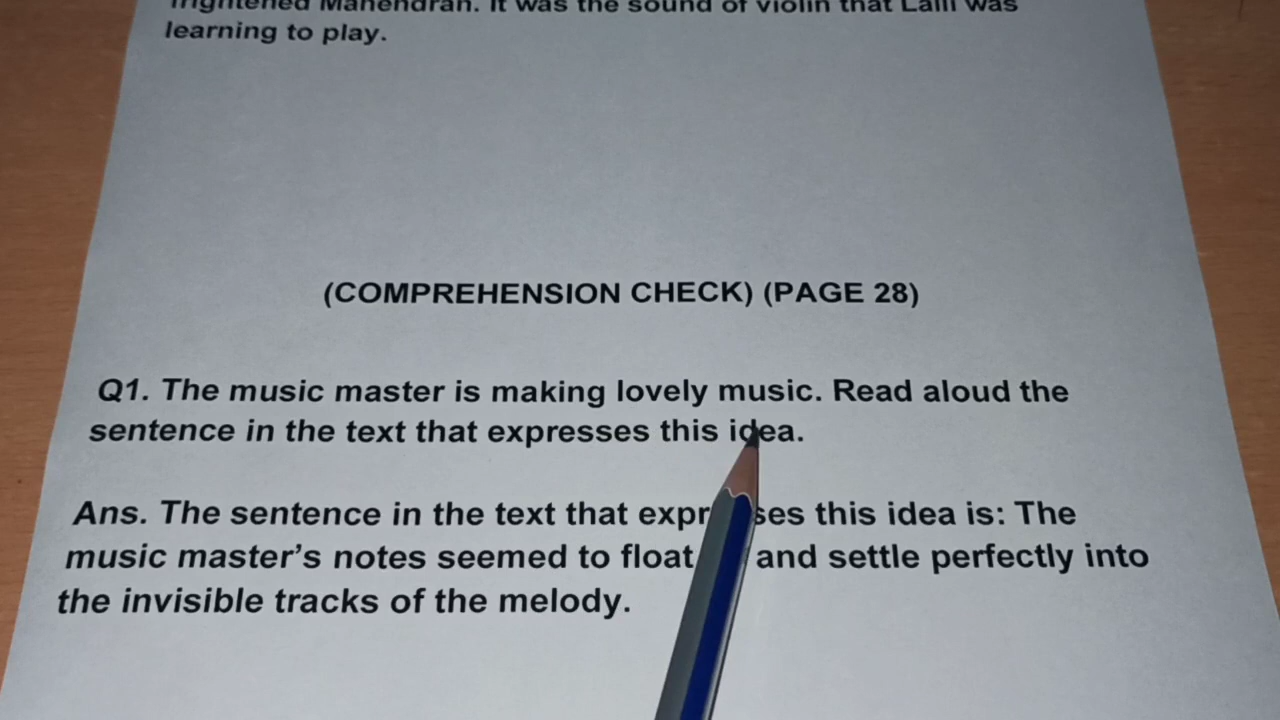 frightened Mahendran. It was the sound of violin that Lalli was
learning to play.
(COMPREHENSION CHECK) (PAGE 28)
Q1. The music master is making lovely music. Read aloud the
sentence in the text that expresses this idea.
Ans. The sentence in the text that expresses this idea is: The
music master's notes seemed to float and settle perfectly into
the invisible tracks of the melody.